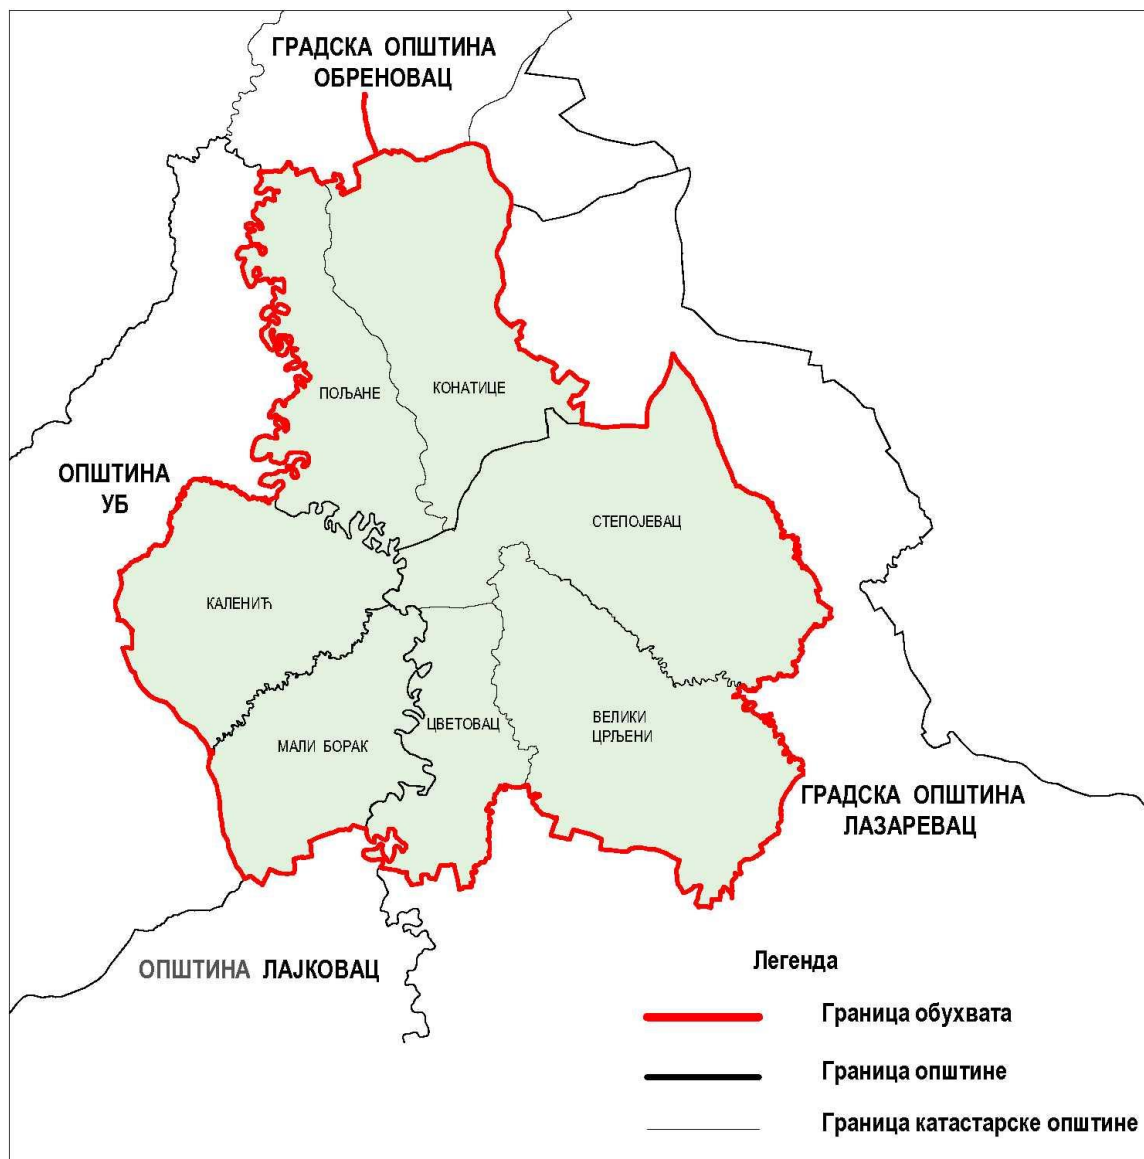 ГРАДСКА ОПШТИНА
ОБРЕНОВАЦ
ПОЉАНЕ
КОНАТИЦЕ
ОПШТИНА
УБ
СТЕПОЈЕВАЦ
КАЛЕНИЋ
МАЛИ БОРАК
ЦВЕТОВАЦ
ВЕЛИКИ
ЦРЉЕНИ
ГРАДСКА ОПШТИНА
ЛАЗАРЕВАЦ
ОПШТИНА ЛАЈКОВАЦ
Легенда
Граница обухвата
Граница општине
Граница катастарске општине